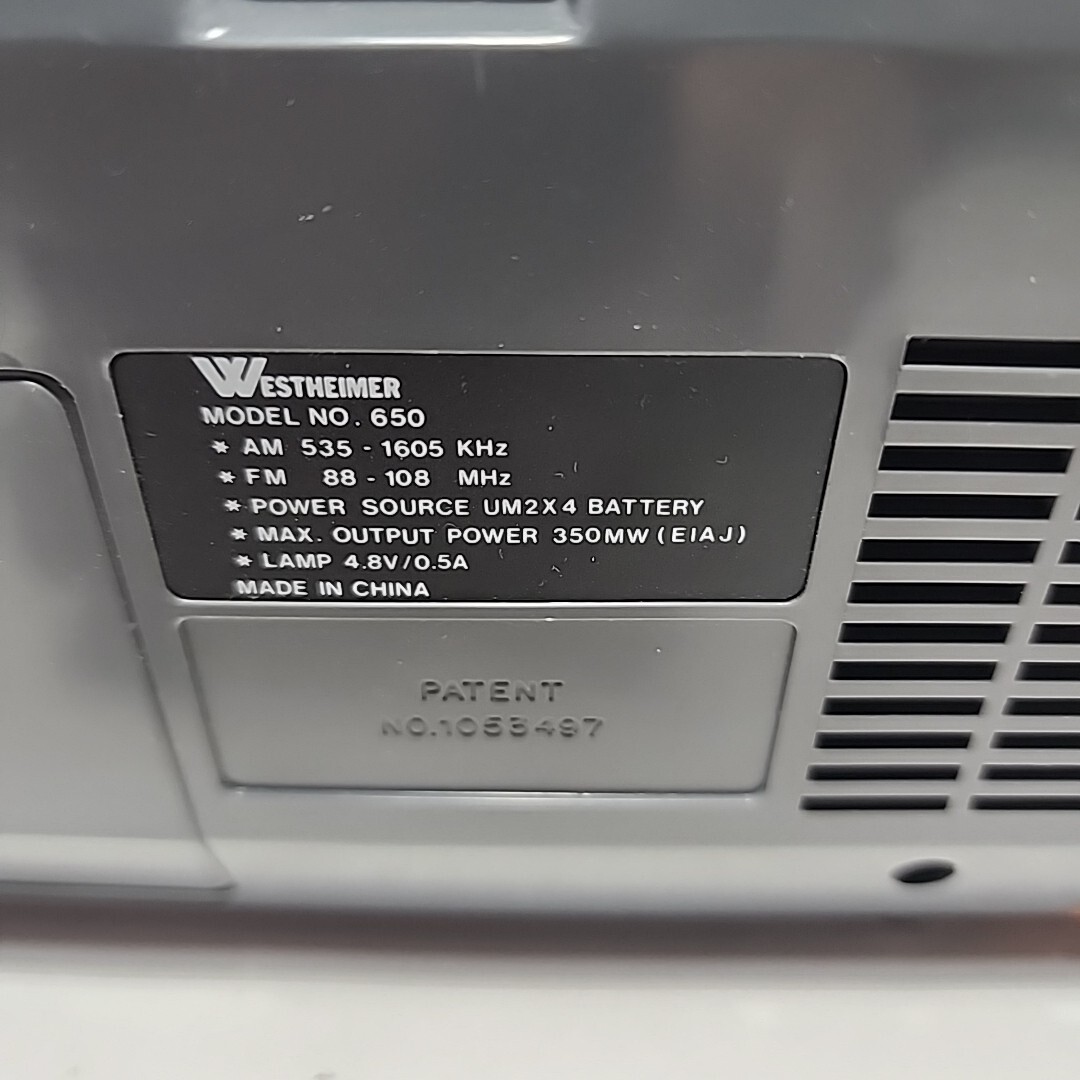 WESTHEIMER
MODEL NO. 650
* AM 535 - 1605 KHz
* FM 88 - 108 MHz
* POWER SOURCE UM2X4 BATTERY
* MAX. OUTPUT POWER 350MW (EIAJ)
* LAMP 4.8V/0.5A
MADE IN CHINA
PATENT
NO.1053497